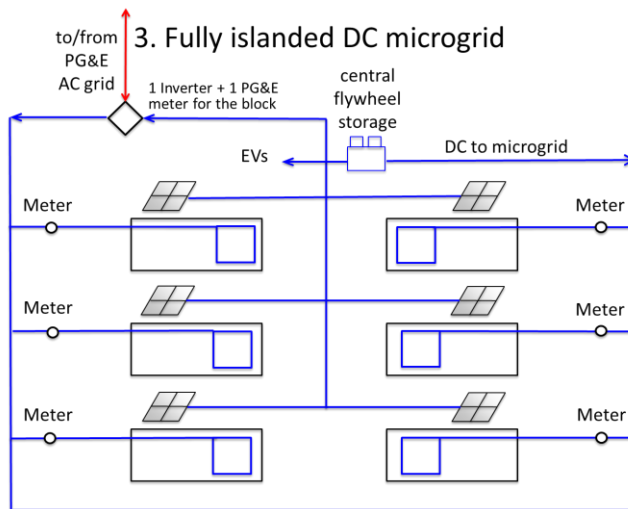 to/from
PG&E
AC grid
3. Fully islanded DC microgrid
1 Inverter + 1 PG&E
meter for the block
central
flywheel
storage
EVs
DC to microgrid
Meter
Meter
Meter
Meter
Meter
Meter